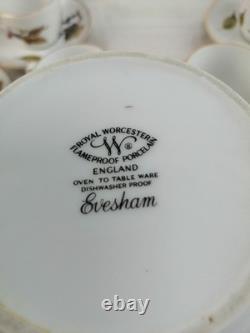 ROYAL WORCESTER
W
®
FLAMEPROOF PORCELAIN
ENGLAND
OVEN TO TABLE WARE
DISHWASHER PROOF
Evesham